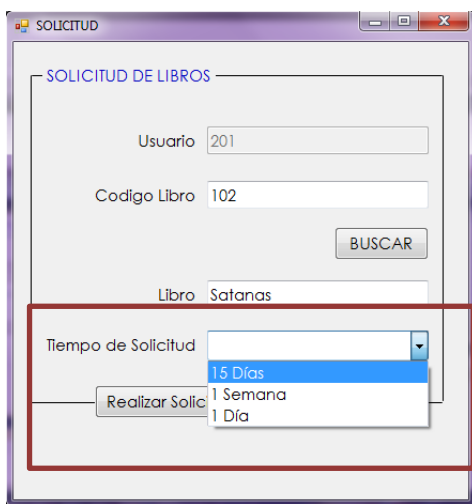 SOLICITUD
SOLICITUD DE LIBROS
Usuario 201
Codigo Libro 102
BUSCAR
Libro Satanas
Tiempo de Solicitud
15 Días
1 Semana
1 Día
Realizar